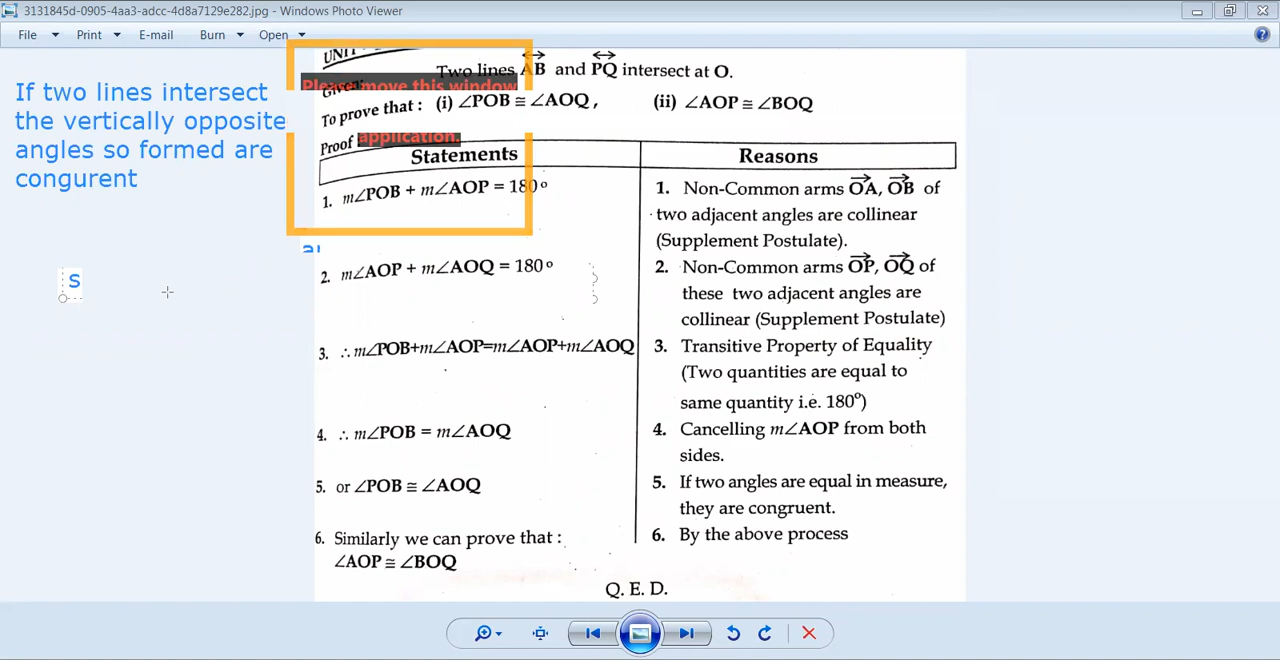 3131845d-0905-4aa3-adcc-4d8a7129e282.jpg - Windows Photo Viewer
File Print E-mail Burn Open
If two lines intersect
the vertically opposite
angles so formed are
congurent
s
UNIT
Given: Two lines AB and PQ intersect at O.
Please move this window
To prove that : (i) ∠POB ≅ ∠AOQ , (ii) ∠AOP ≅ ∠BOQ
Proof application.
Statements Reasons
1. m∠POB + m∠AOP = 180° 1. Non-Common arms OA, OB of
two adjacent angles are collinear
(Supplement Postulate).
2. m∠AOP + m∠AOQ = 180° 2. Non-Common arms OP, OQ of
these two adjacent angles are
collinear (Supplement Postulate)
3. ∴ m∠POB+m∠AOP=m∠AOP+m∠AOQ 3. Transitive Property of Equality
(Two quantities are equal to
same quantity i.e. 180°)
4. ∴ m∠POB = m∠AOQ 4. Cancelling m∠AOP from both
sides.
5. or ∠POB ≅ ∠AOQ 5. If two angles are equal in measure,
they are congruent.
6. Similarly we can prove that : 6. By the above process
∠AOP ≅ ∠BOQ
Q. E. D.